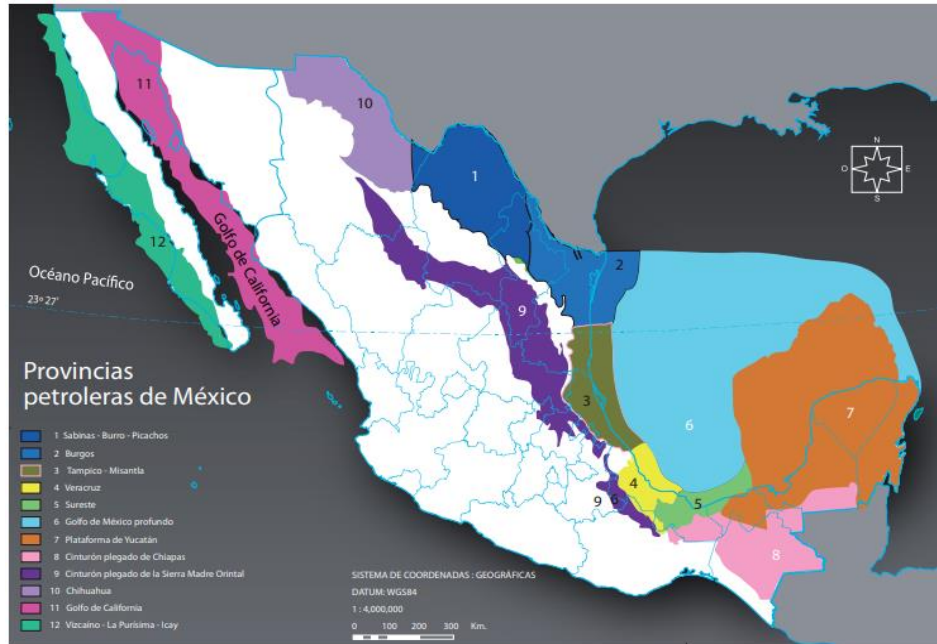 11
10
1
N
O
E
S
2
12
Golfo de California
Océano Pacífico
23º 27'
9
3
6
7
4
5
9
8
Provincias
petroleras de México
1 Sabinas - Burro - Picachos
2 Burgos
3 Tampico - Misantla
4 Veracruz
5 Sureste
6 Golfo de México profundo
7 Plataforma de Yucatán
8 Cinturón plegado de Chiapas
9 Cinturón plegado de la Sierra Madre Orintal
10 Chihuahua
11 Golfo de California
12 Vizcaíno - La Purísima - Icay
SISTEMA DE COORDENADAS : GEOGRÁFICAS
DATUM: WGS84
1 : 4,000,000
0 100 200 300 Km.